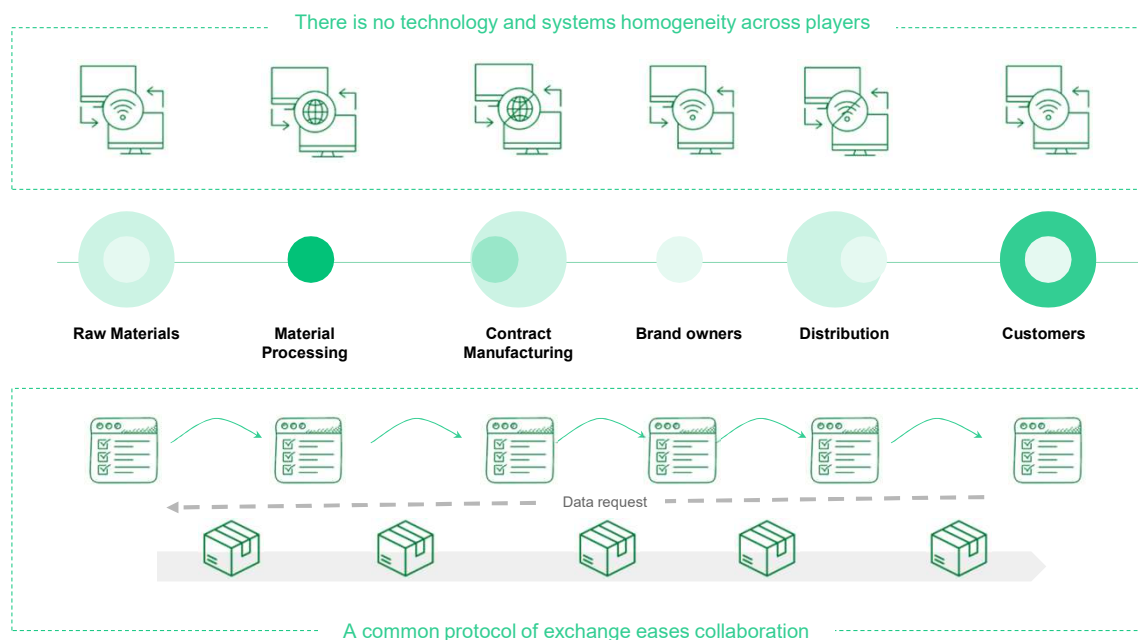 There is no technology and systems homogeneity across players
Raw Materials
Material
Processing
Contract
Manufacturing
Brand owners
Distribution
Customers
Data request
A common protocol of exchange eases collaboration